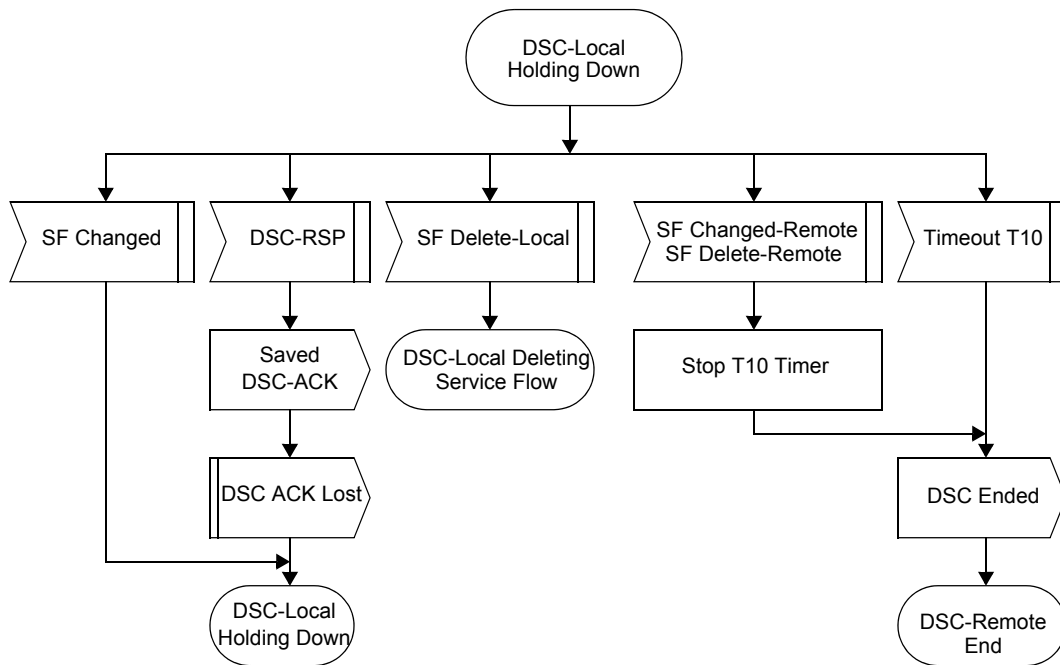 DSC-Local
Holding Down
SF Changed
DSC-RSP
SF Delete-Local
SF Changed-Remote
SF Delete-Remote
Timeout T10
Saved
DSC-ACK
DSC-Local Deleting
Service Flow
Stop T10 Timer
DSC ACK Lost
DSC Ended
DSC-Local
Holding Down
DSC-Remote
End